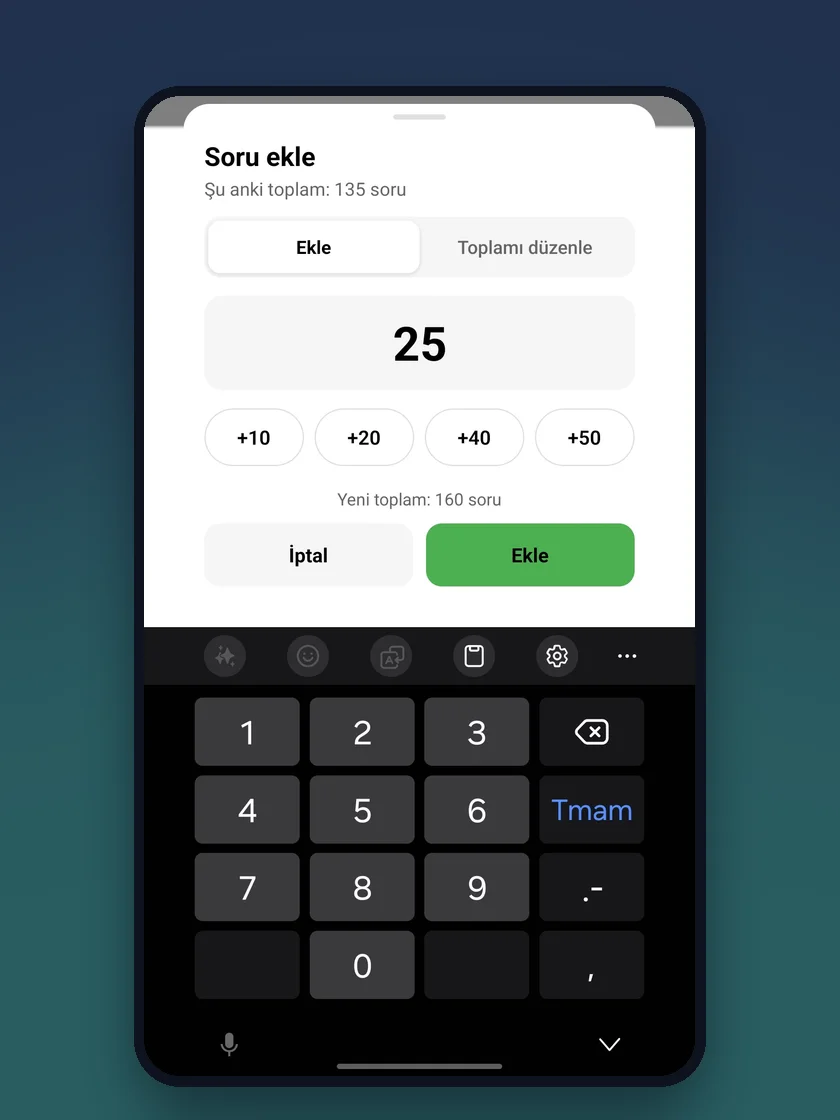 Soru ekle
Şu anki toplam: 135 soru
Ekle Toplamı düzenle
25
+10 +20 +40 +50
Yeni toplam: 160 soru
İptal Ekle
1 2 3
4 5 6 Tmam
7 8 9 .-
0 ,